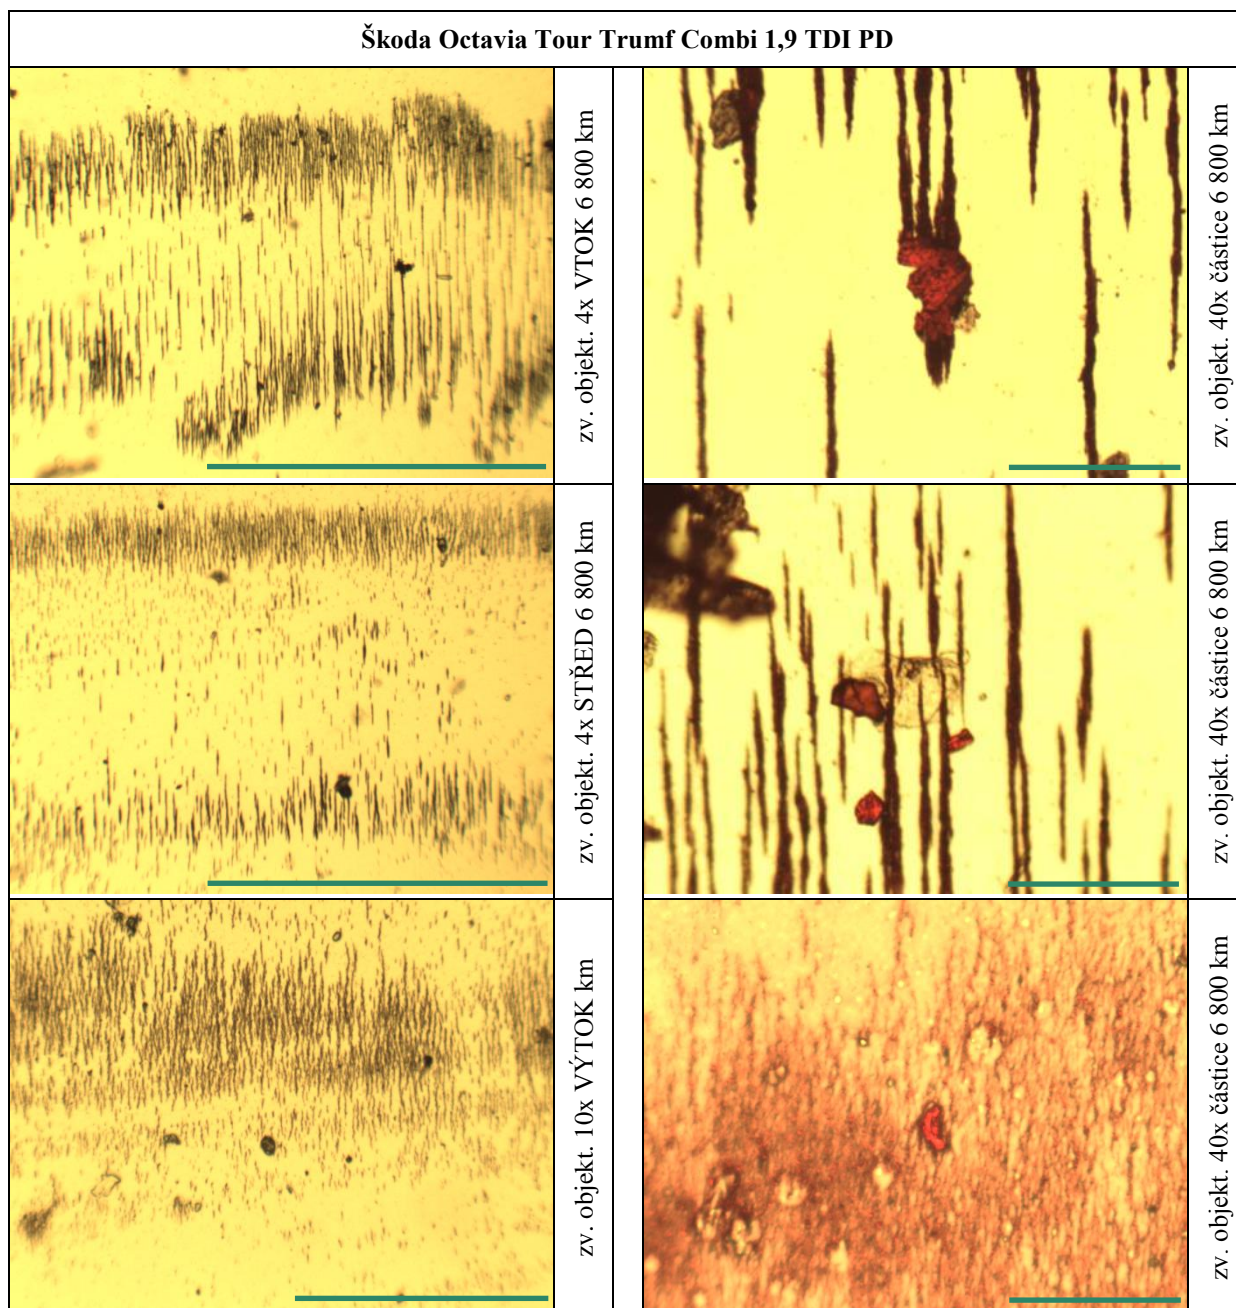 Škoda Octavia Tour Trumf Combi 1,9 TDI PD
zv. objekt. 4x VTOK 6 800 km
zv. objekt. 40x částice 6 800 km
zv. objekt. 4x STŘED 6 800 km
zv. objekt. 40x částice 6 800 km
zv. objekt. 10x VÝTOK km
zv. objekt. 40x částice 6 800 km